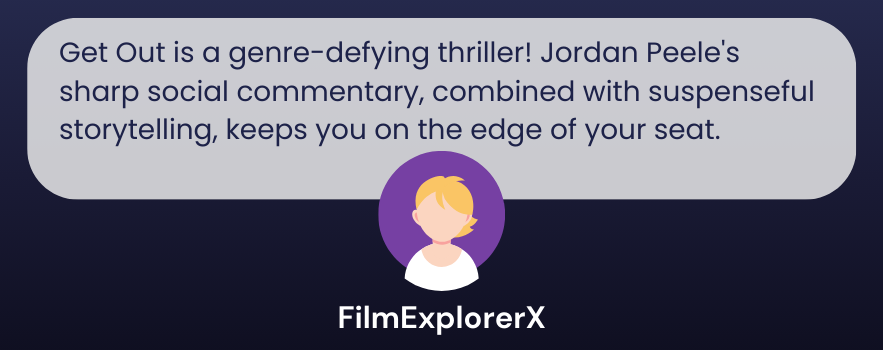 Get Out is a genre-defying thriller! Jordan Peele's
sharp social commentary, combined with suspenseful
storytelling, keeps you on the edge of your seat.
FilmExplorerX